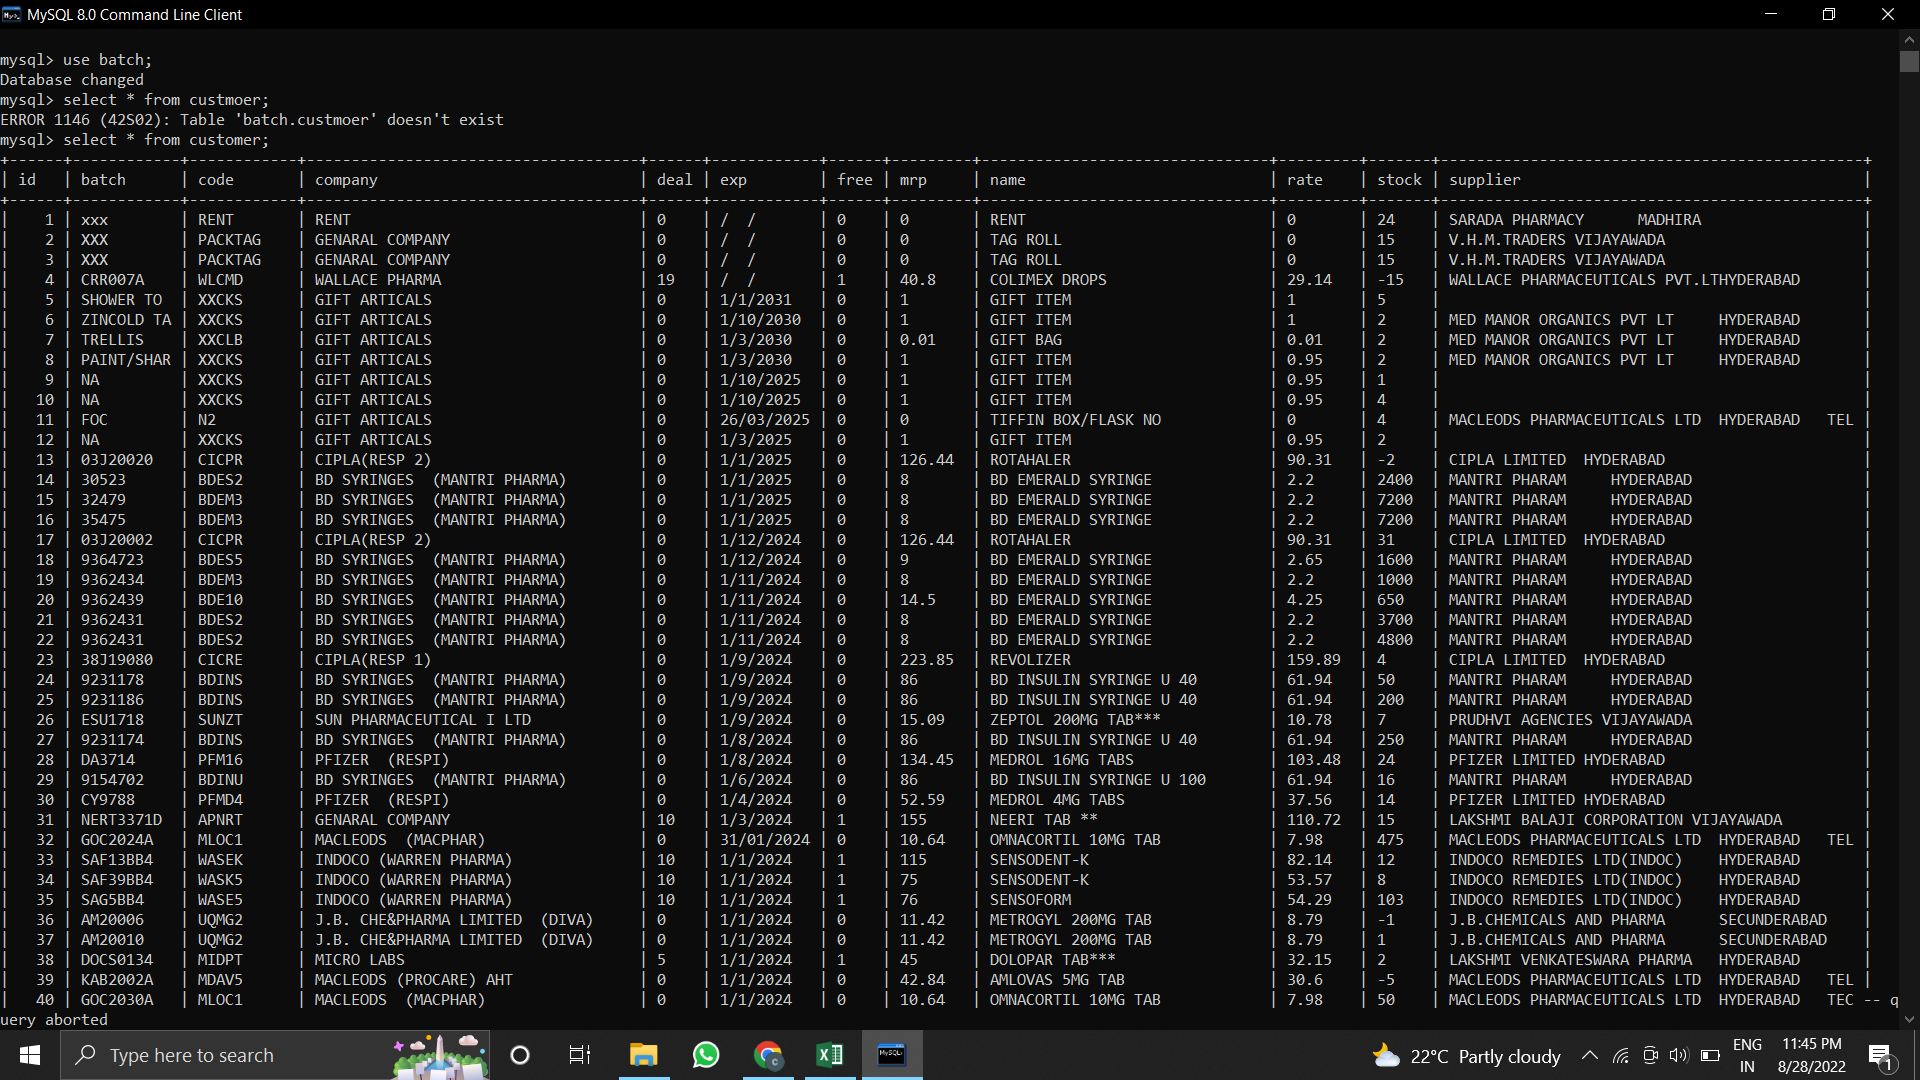 MySQL 8.0 Command Line Client
mysql> use batch;
Database changed
mysql> select * from custmoer;
ERROR 1146 (42S02): Table 'batch.custmoer' doesn't exist
mysql> select * from customer;
| id | batch | code | company | deal | exp | free | mrp | name | rate | stock | supplier |
| 1 | xxx | RENT | RENT | 0 | / / | 0 | 0 | RENT | 0 | 24 | SARADA PHARMACY MADHIRA |
| 2 | XXX | PACKTAG | GENARAL COMPANY | 0 | / / | 0 | 0 | TAG ROLL | 0 | 15 | V.H.M.TRADERS VIJAYAWADA |
| 3 | XXX | PACKTAG | GENARAL COMPANY | 0 | / / | 0 | 0 | TAG ROLL | 0 | 15 | V.H.M.TRADERS VIJAYAWADA |
| 4 | CRR007A | WLCMD | WALLACE PHARMA | 19 | / / | 1 | 40.8 | COLIMEX DROPS | 29.14 | -15 | WALLACE PHARMACEUTICALS PVT.LTHYDERABAD |
| 5 | SHOWER TO | XXCKS | GIFT ARTICALS | 0 | 1/1/2031 | 0 | 1 | GIFT ITEM | 1 | 5 | |
| 6 | ZINCOLD TA | XXCKS | GIFT ARTICALS | 0 | 1/10/2030 | 0 | 1 | GIFT ITEM | 1 | 2 | MED MANOR ORGANICS PVT LT HYDERABAD |
| 7 | TRELLIS | XXCLB | GIFT ARTICALS | 0 | 1/3/2030 | 0 | 0.01 | GIFT BAG | 0.01 | 2 | MED MANOR ORGANICS PVT LT HYDERABAD |
| 8 | PAINT/SHAR | XXCKS | GIFT ARTICALS | 0 | 1/3/2030 | 0 | 1 | GIFT ITEM | 0.95 | 2 | MED MANOR ORGANICS PVT LT HYDERABAD |
| 9 | NA | XXCKS | GIFT ARTICALS | 0 | 1/10/2025 | 0 | 1 | GIFT ITEM | 0.95 | 1 | |
| 10 | NA | XXCKS | GIFT ARTICALS | 0 | 1/10/2025 | 0 | 1 | GIFT ITEM | 0.95 | 4 | |
| 11 | FOC | N2 | GIFT ARTICALS | 0 | 26/03/2025 | 0 | 0 | TIFFIN BOX/FLASK NO | 0 | 4 | MACLEODS PHARMACEUTICALS LTD HYDERABAD TEL |
| 12 | NA | XXCKS | GIFT ARTICALS | 0 | 1/3/2025 | 0 | 1 | GIFT ITEM | 0.95 | 2 | |
| 13 | 03J20020 | CICPR | CIPLA(RESP 2) | 0 | 1/1/2025 | 0 | 126.44 | ROTAHALER | 90.31 | -2 | CIPLA LIMITED HYDERABAD |
| 14 | 30523 | BDES2 | BD SYRINGES (MANTRI PHARMA) | 0 | 1/1/2025 | 0 | 8 | BD EMERALD SYRINGE | 2.2 | 2400 | MANTRI PHARAM HYDERABAD |
| 15 | 32479 | BDEM3 | BD SYRINGES (MANTRI PHARMA) | 0 | 1/1/2025 | 0 | 8 | BD EMERALD SYRINGE | 2.2 | 7200 | MANTRI PHARAM HYDERABAD |
| 16 | 35475 | BDEM3 | BD SYRINGES (MANTRI PHARMA) | 0 | 1/1/2025 | 0 | 8 | BD EMERALD SYRINGE | 2.2 | 7200 | MANTRI PHARAM HYDERABAD |
| 17 | 03J20002 | CICPR | CIPLA(RESP 2) | 0 | 1/12/2024 | 0 | 126.44 | ROTAHALER | 90.31 | 31 | CIPLA LIMITED HYDERABAD |
| 18 | 9364723 | BDES5 | BD SYRINGES (MANTRI PHARMA) | 0 | 1/12/2024 | 0 | 9 | BD EMERALD SYRINGE | 2.65 | 1600 | MANTRI PHARAM HYDERABAD |
| 19 | 9362434 | BDEM3 | BD SYRINGES (MANTRI PHARMA) | 0 | 1/11/2024 | 0 | 8 | BD EMERALD SYRINGE | 2.2 | 1000 | MANTRI PHARAM HYDERABAD |
| 20 | 9362439 | BDE10 | BD SYRINGES (MANTRI PHARMA) | 0 | 1/11/2024 | 0 | 14.5 | BD EMERALD SYRINGE | 4.25 | 650 | MANTRI PHARAM HYDERABAD |
| 21 | 9362431 | BDES2 | BD SYRINGES (MANTRI PHARMA) | 0 | 1/11/2024 | 0 | 8 | BD EMERALD SYRINGE | 2.2 | 3700 | MANTRI PHARAM HYDERABAD |
| 22 | 9362431 | BDES2 | BD SYRINGES (MANTRI PHARMA) | 0 | 1/11/2024 | 0 | 8 | BD EMERALD SYRINGE | 2.2 | 4800 | MANTRI PHARAM HYDERABAD |
| 23 | 38J19080 | CICRE | CIPLA(RESP 1) | 0 | 1/9/2024 | 0 | 223.85 | REVOLIZER | 159.89 | 4 | CIPLA LIMITED HYDERABAD |
| 24 | 9231178 | BDINS | BD SYRINGES (MANTRI PHARMA) | 0 | 1/9/2024 | 0 | 86 | BD INSULIN SYRINGE U 40 | 61.94 | 50 | MANTRI PHARAM HYDERABAD |
| 25 | 9231186 | BDINS | BD SYRINGES (MANTRI PHARMA) | 0 | 1/9/2024 | 0 | 86 | BD INSULIN SYRINGE U 40 | 61.94 | 200 | MANTRI PHARAM HYDERABAD |
| 26 | ESU1718 | SUNZT | SUN PHARMACEUTICAL I LTD | 0 | 1/9/2024 | 0 | 15.09 | ZEPTOL 200MG TAB*** | 10.78 | 7 | PRUDHVI AGENCIES VIJAYAWADA |
| 27 | 9231174 | BDINS | BD SYRINGES (MANTRI PHARMA) | 0 | 1/8/2024 | 0 | 86 | BD INSULIN SYRINGE U 40 | 61.94 | 250 | MANTRI PHARAM HYDERABAD |
| 28 | DA3714 | PFM16 | PFIZER (RESPI) | 0 | 1/8/2024 | 0 | 134.45 | MEDROL 16MG TABS | 103.48 | 24 | PFIZER LIMITED HYDERABAD |
| 29 | 9154702 | BDINU | BD SYRINGES (MANTRI PHARMA) | 0 | 1/6/2024 | 0 | 86 | BD INSULIN SYRINGE U 100 | 61.94 | 16 | MANTRI PHARAM HYDERABAD |
| 30 | CY9788 | PFMD4 | PFIZER (RESPI) | 0 | 1/4/2024 | 0 | 52.59 | MEDROL 4MG TABS | 37.56 | 14 | PFIZER LIMITED HYDERABAD |
| 31 | NERT3371D | APNRT | GENARAL COMPANY | 10 | 1/3/2024 | 1 | 155 | NEERI TAB ** | 110.72 | 15 | LAKSHMI BALAJI CORPORATION VIJAYAWADA |
| 32 | GOC2024A | MLOC1 | MACLEODS (MACPHAR) | 0 | 31/01/2024 | 0 | 10.64 | OMNACORTIL 10MG TAB | 7.98 | 475 | MACLEODS PHARMACEUTICALS LTD HYDERABAD TEL |
| 33 | SAF13BB4 | WASEK | INDOCO (WARREN PHARMA) | 10 | 1/1/2024 | 1 | 115 | SENSODENT-K | 82.14 | 12 | INDOCO REMEDIES LTD(INDOC) HYDERABAD |
| 34 | SAF39BB4 | WASK5 | INDOCO (WARREN PHARMA) | 10 | 1/1/2024 | 1 | 75 | SENSODENT-K | 53.57 | 8 | INDOCO REMEDIES LTD(INDOC) HYDERABAD |
| 35 | SAG5BB4 | WASE5 | INDOCO (WARREN PHARMA) | 10 | 1/1/2024 | 1 | 76 | SENSOFORM | 54.29 | 103 | INDOCO REMEDIES LTD(INDOC) HYDERABAD |
| 36 | AM20006 | UQMG2 | J.B. CHE&PHARMA LIMITED (DIVA) | 0 | 1/1/2024 | 0 | 11.42 | METROGYL 200MG TAB | 8.79 | -1 | J.B.CHEMICALS AND PHARMA SECUNDERABAD |
| 37 | AM20010 | UQMG2 | J.B. CHE&PHARMA LIMITED (DIVA) | 0 | 1/1/2024 | 0 | 11.42 | METROGYL 200MG TAB | 8.79 | 1 | J.B.CHEMICALS AND PHARMA SECUNDERABAD |
| 38 | DOCS0134 | MIDPT | MICRO LABS | 5 | 1/1/2024 | 1 | 45 | DOLOPAR TAB*** | 32.15 | 2 | LAKSHMI VENKATESWARA PHARMA HYDERABAD |
| 39 | KAB2002A | MDAV5 | MACLEODS (PROCARE) AHT | 0 | 1/1/2024 | 0 | 42.84 | AMLOVAS 5MG TAB | 30.6 | -5 | MACLEODS PHARMACEUTICALS LTD HYDERABAD TEL |
| 40 | GOC2030A | MLOC1 | MACLEODS (MACPHAR) | 0 | 1/1/2024 | 0 | 10.64 | OMNACORTIL 10MG TAB | 7.98 | 50 | MACLEODS PHARMACEUTICALS LTD HYDERABAD TEC -- q
uery aborted
Type here to search
22°C Partly cloudy
ENG
IN
11:45 PM
8/28/2022
1